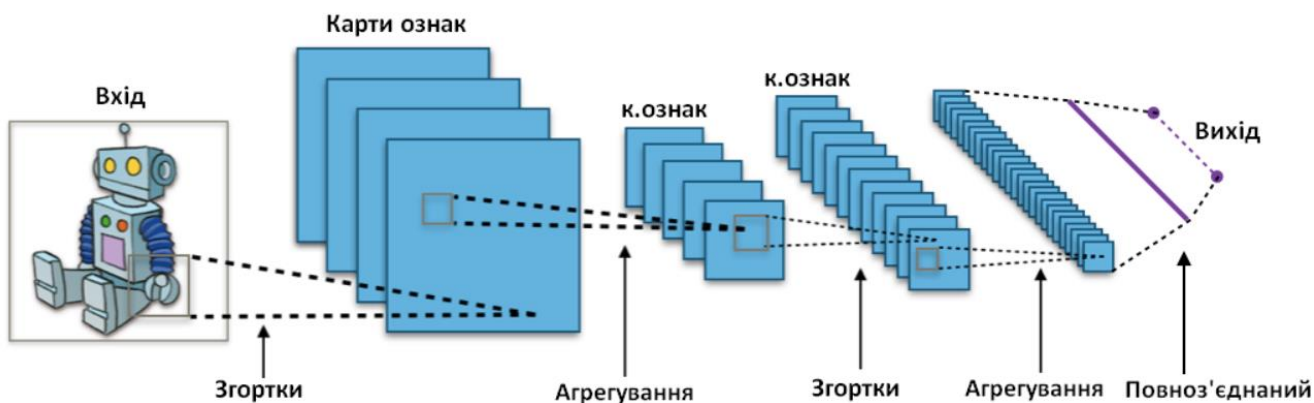 Карти ознак
Вхід
к.ознак
к.ознак
Вихід
Згортки
Агрегування
Згортки
Агрегування
Повноз'єднаний